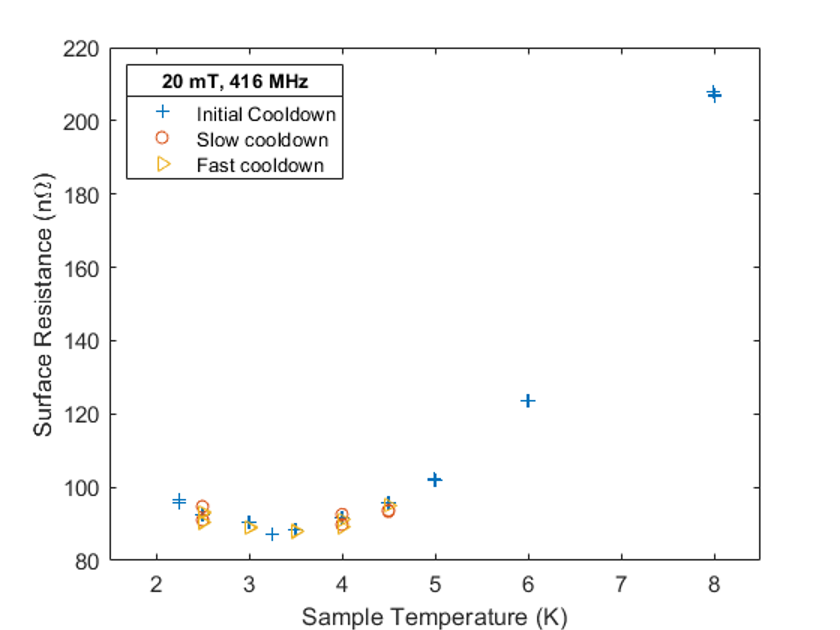 220
200
180
160
140
120
100
80
Surface Resistance (nΩ)
20 mT, 416 MHz
Initial Cooldown
Slow cooldown
Fast cooldown
2 3 4 5 6 7 8
Sample Temperature (K)